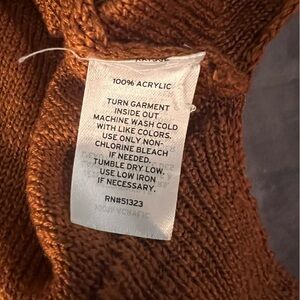 100% ACRYLIC
TURN GARMENT
INSIDE OUT
MACHINE WASH COLD
WITH LIKE COLORS.
USE ONLY NON-
CHLORINE BLEACH
IF NEEDED.
TUMBLE DRY LOW.
USE LOW IRON
IF NECESSARY.
RN#51323